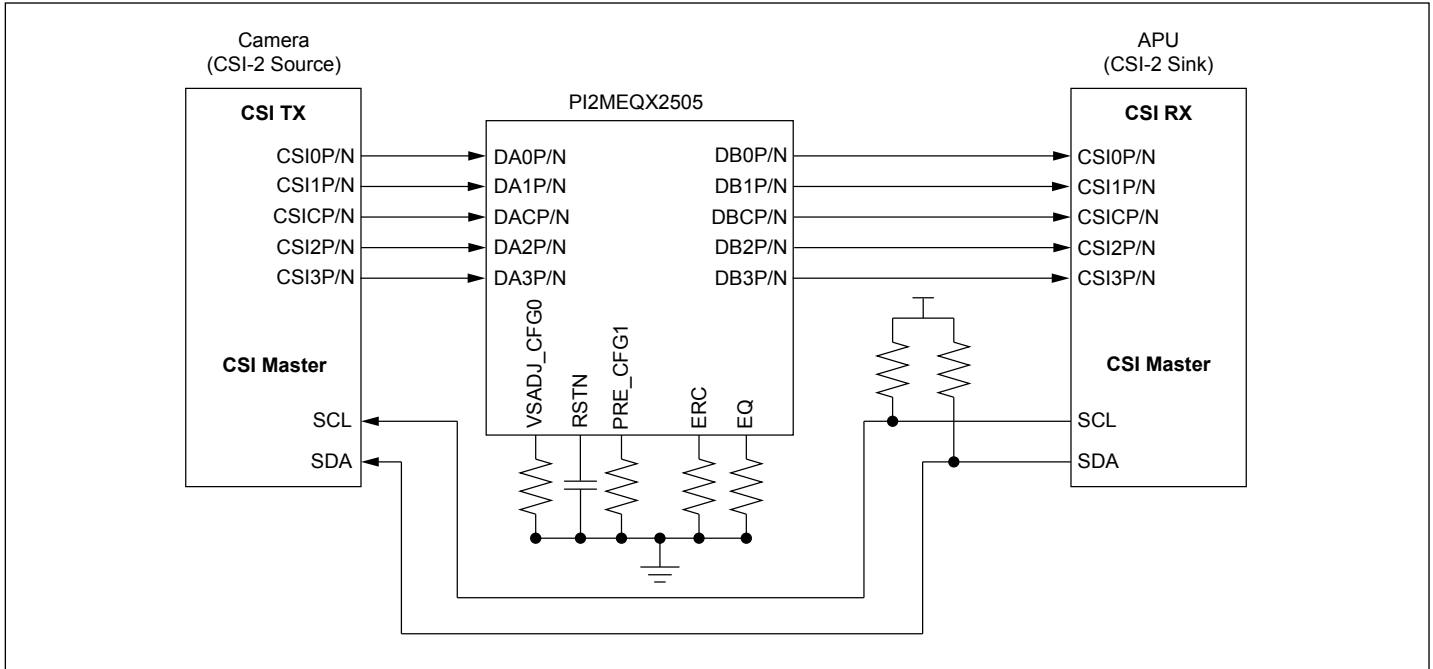 Camera
(CSI-2 Source)
CSI TX
CSI0P/N
CSI1P/N
CSICP/N
CSI2P/N
CSI3P/N
CSI Master
SCL
SDA
PI2MEQX2505
DA0P/N
DA1P/N
DACP/N
DA2P/N
DA3P/N
DB0P/N
DB1P/N
DBCP/N
DB2P/N
DB3P/N
VSADJ_CFG0
RSTN
PRE_CFG1
ERC
EQ
APU
(CSI-2 Sink)
CSI RX
CSI0P/N
CSI1P/N
CSICP/N
CSI2P/N
CSI3P/N
CSI Master
SCL
SDA